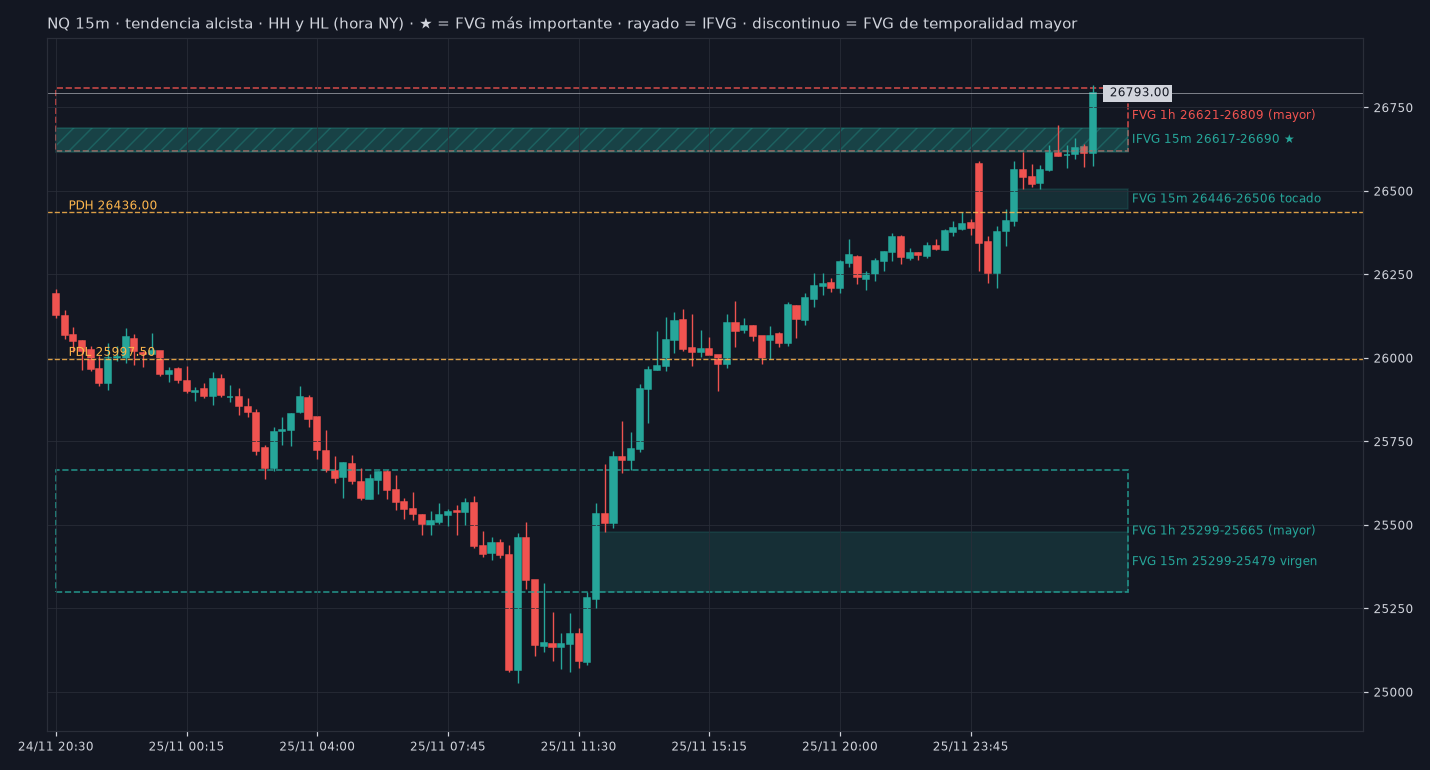 NQ 15m · tendencia alcista · HH y HL (hora NY) · ★ = FVG más importante · rayado = IFVG · discontinuo = FVG de temporalidad mayor
26793.00
26750
FVG 1h 26621-26809 (mayor)
IFVG 15m 26617-26690 ★
26500
FVG 15m 26446-26506 tocado
PDH 26436.00
26250
PDL 25997.50
26000
25750
FVG 1h 25299-25665 (mayor)
25500
FVG 15m 25299-25479 virgen
25250
25000
24/11 20:30
25/11 00:15
25/11 04:00
25/11 07:45
25/11 11:30
25/11 15:15
25/11 20:00
25/11 23:45